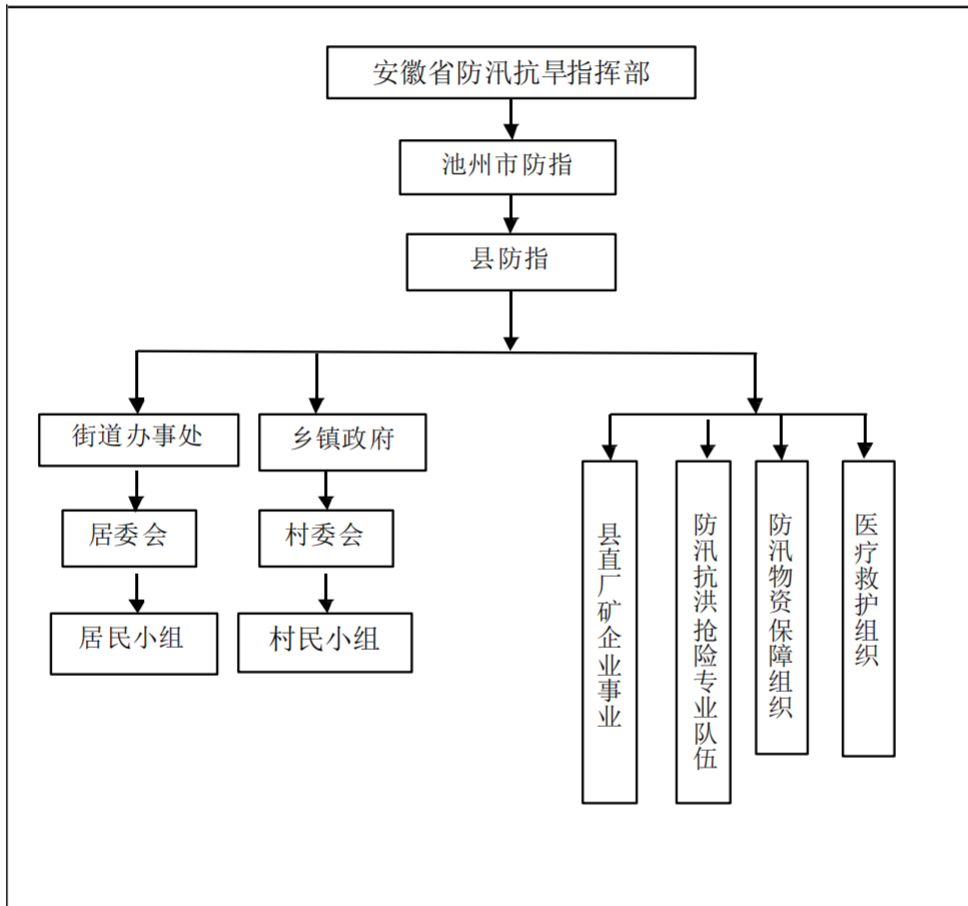 安徽省防汛抗旱指挥部
池州市防指
县防指
街道办事处
乡镇政府
居委会
村委会
居民小组
村民小组
县直厂矿企业事业
防汛抗洪抢险专业队伍
防汛物资保障组织
医疗救护组织